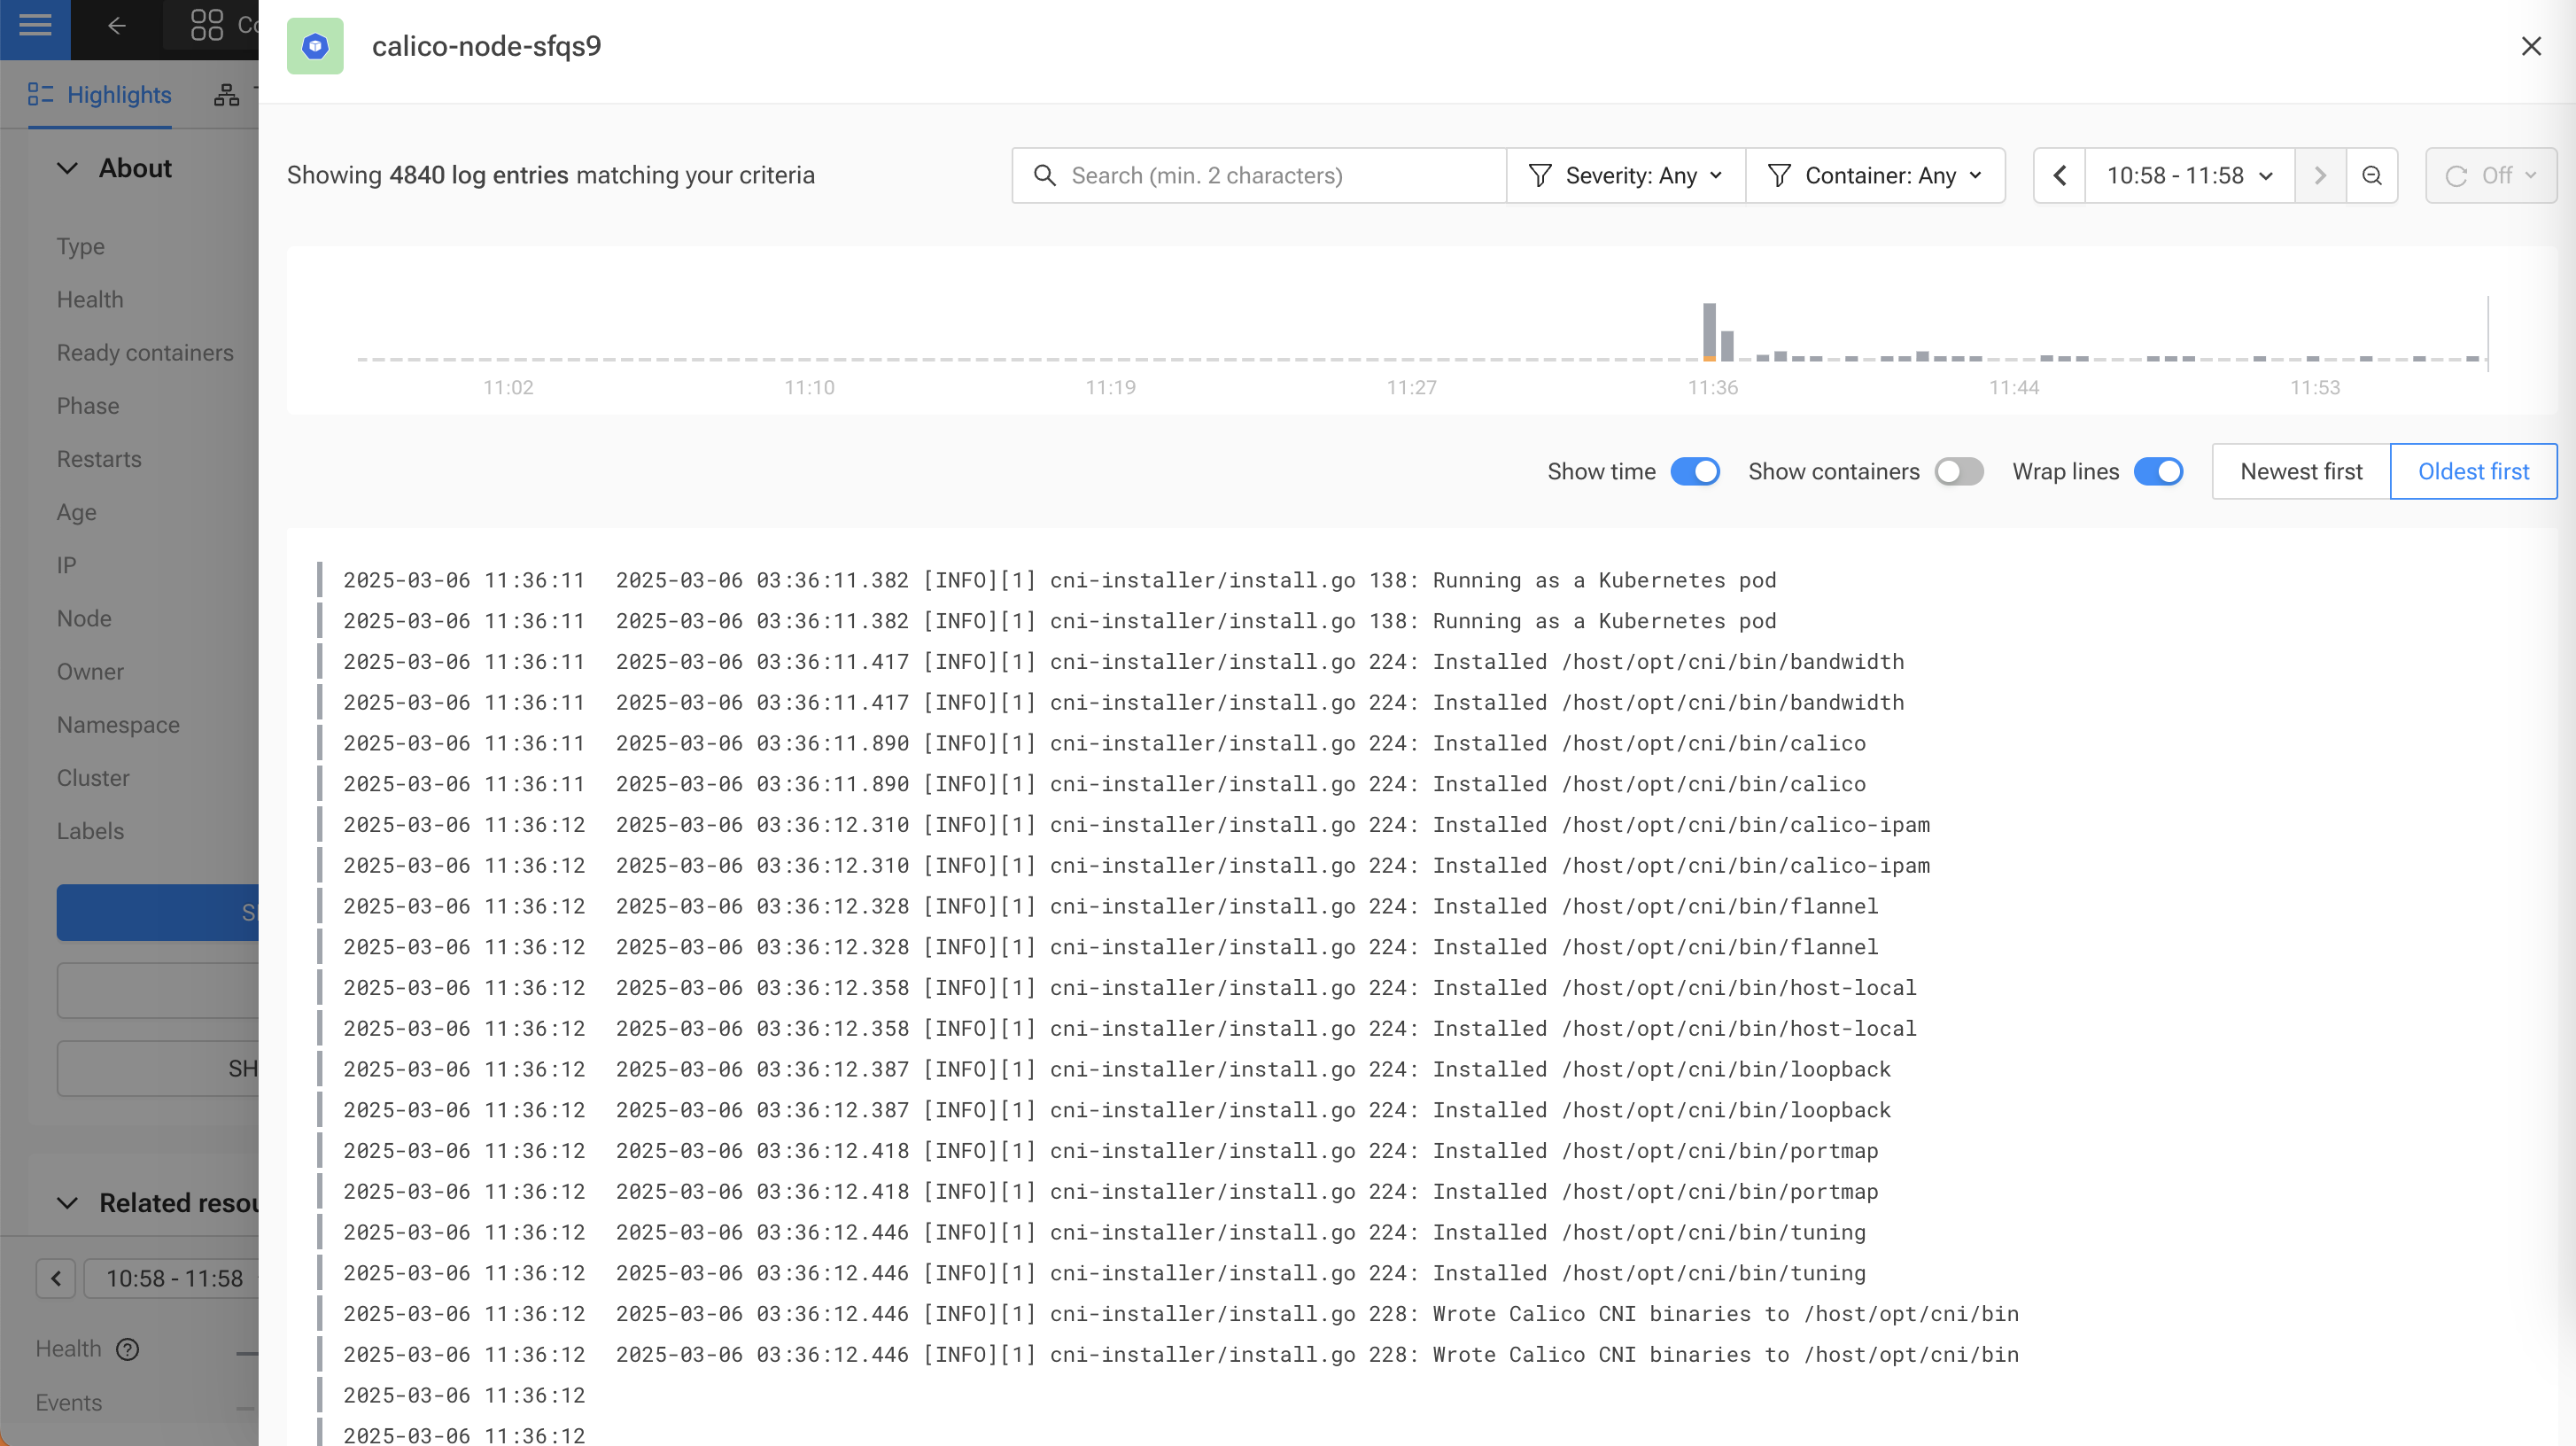 Co
calico-node-sfqs9
Highlights
About
Type
Health
Ready containers
Phase
Restarts
Age
IP
Node
Owner
Namespace
Cluster
Labels
SH
Related resou
10:58 - 11:58
Health
Events
Showing 4840 log entries matching your criteria
Search (min. 2 characters)
Severity: Any
Container: Any
10:58 - 11:58
Off
11:02 11:10 11:19 11:27 11:36 11:44 11:53
Show time
Show containers
Wrap lines
Newest first
Oldest first
2025-03-06 11:36:11 2025-03-06 03:36:11.382 [INFO][1] cni-installer/install.go 138: Running as a Kubernetes pod
2025-03-06 11:36:11 2025-03-06 03:36:11.382 [INFO][1] cni-installer/install.go 138: Running as a Kubernetes pod
2025-03-06 11:36:11 2025-03-06 03:36:11.417 [INFO][1] cni-installer/install.go 224: Installed /host/opt/cni/bin/bandwidth
2025-03-06 11:36:11 2025-03-06 03:36:11.417 [INFO][1] cni-installer/install.go 224: Installed /host/opt/cni/bin/bandwidth
2025-03-06 11:36:11 2025-03-06 03:36:11.890 [INFO][1] cni-installer/install.go 224: Installed /host/opt/cni/bin/calico
2025-03-06 11:36:11 2025-03-06 03:36:11.890 [INFO][1] cni-installer/install.go 224: Installed /host/opt/cni/bin/calico
2025-03-06 11:36:12 2025-03-06 03:36:12.310 [INFO][1] cni-installer/install.go 224: Installed /host/opt/cni/bin/calico-ipam
2025-03-06 11:36:12 2025-03-06 03:36:12.310 [INFO][1] cni-installer/install.go 224: Installed /host/opt/cni/bin/calico-ipam
2025-03-06 11:36:12 2025-03-06 03:36:12.328 [INFO][1] cni-installer/install.go 224: Installed /host/opt/cni/bin/flannel
2025-03-06 11:36:12 2025-03-06 03:36:12.328 [INFO][1] cni-installer/install.go 224: Installed /host/opt/cni/bin/flannel
2025-03-06 11:36:12 2025-03-06 03:36:12.358 [INFO][1] cni-installer/install.go 224: Installed /host/opt/cni/bin/host-local
2025-03-06 11:36:12 2025-03-06 03:36:12.358 [INFO][1] cni-installer/install.go 224: Installed /host/opt/cni/bin/host-local
2025-03-06 11:36:12 2025-03-06 03:36:12.387 [INFO][1] cni-installer/install.go 224: Installed /host/opt/cni/bin/loopback
2025-03-06 11:36:12 2025-03-06 03:36:12.387 [INFO][1] cni-installer/install.go 224: Installed /host/opt/cni/bin/loopback
2025-03-06 11:36:12 2025-03-06 03:36:12.418 [INFO][1] cni-installer/install.go 224: Installed /host/opt/cni/bin/portmap
2025-03-06 11:36:12 2025-03-06 03:36:12.418 [INFO][1] cni-installer/install.go 224: Installed /host/opt/cni/bin/portmap
2025-03-06 11:36:12 2025-03-06 03:36:12.446 [INFO][1] cni-installer/install.go 224: Installed /host/opt/cni/bin/tuning
2025-03-06 11:36:12 2025-03-06 03:36:12.446 [INFO][1] cni-installer/install.go 224: Installed /host/opt/cni/bin/tuning
2025-03-06 11:36:12 2025-03-06 03:36:12.446 [INFO][1] cni-installer/install.go 228: Wrote Calico CNI binaries to /host/opt/cni/bin
2025-03-06 11:36:12 2025-03-06 03:36:12.446 [INFO][1] cni-installer/install.go 228: Wrote Calico CNI binaries to /host/opt/cni/bin
2025-03-06 11:36:12
2025-03-06 11:36:12